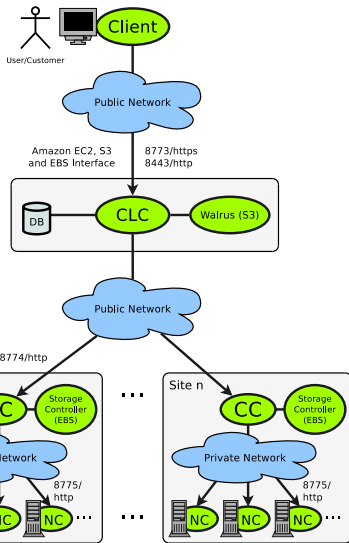 Client
User/Customer
Public Network
Amazon EC2, S3
and EBS Interface
8773/https
8443/http
DB
CLC
Walrus (S3)
Public Network
8774/http
C
Storage
Controller
(EBS)
etwork
8775/
http
NC
NC
...
...
...
Site n
CC
Storage
Controller
(EBS)
Private Network
8775/
http
NC
NC
NC
...